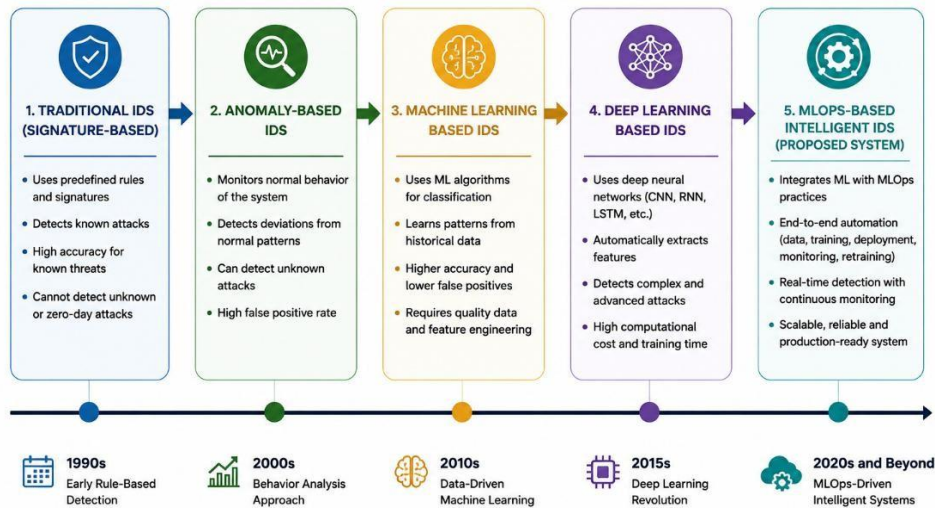 1. TRADITIONAL IDS
(SIGNATURE-BASED)
• Uses predefined rules
and signatures
• Detects known attacks
• High accuracy for
known threats
• Cannot detect unknown
or zero-day attacks
2. ANOMALY-BASED
IDS
• Monitors normal behavior
of the system
• Detects deviations from
normal patterns
• Can detect unknown
attacks
• High false positive rate
3. MACHINE LEARNING
BASED IDS
• Uses ML algorithms
for classification
• Learns patterns from
historical data
• Higher accuracy and
lower false positives
• Requires quality data
and feature engineering
4. DEEP LEARNING
BASED IDS
• Uses deep neural
networks (CNN, RNN,
LSTM, etc.)
• Automatically extracts
features
• Detects complex and
advanced attacks
• High computational
cost and training time
5. MLOPS-BASED
INTELLIGENT IDS
(PROPOSED SYSTEM)
• Integrates ML with MLOps
practices
• End-to-end automation
(data, training, deployment,
monitoring, retraining)
• Real-time detection with
continuous monitoring
• Scalable, reliable and
production-ready system
1990s
Early Rule-Based
Detection
2000s
Behavior Analysis
Approach
2010s
Data-Driven
Machine Learning
2015s
Deep Learning
Revolution
2020s and Beyond
MLOps-Driven
Intelligent Systems